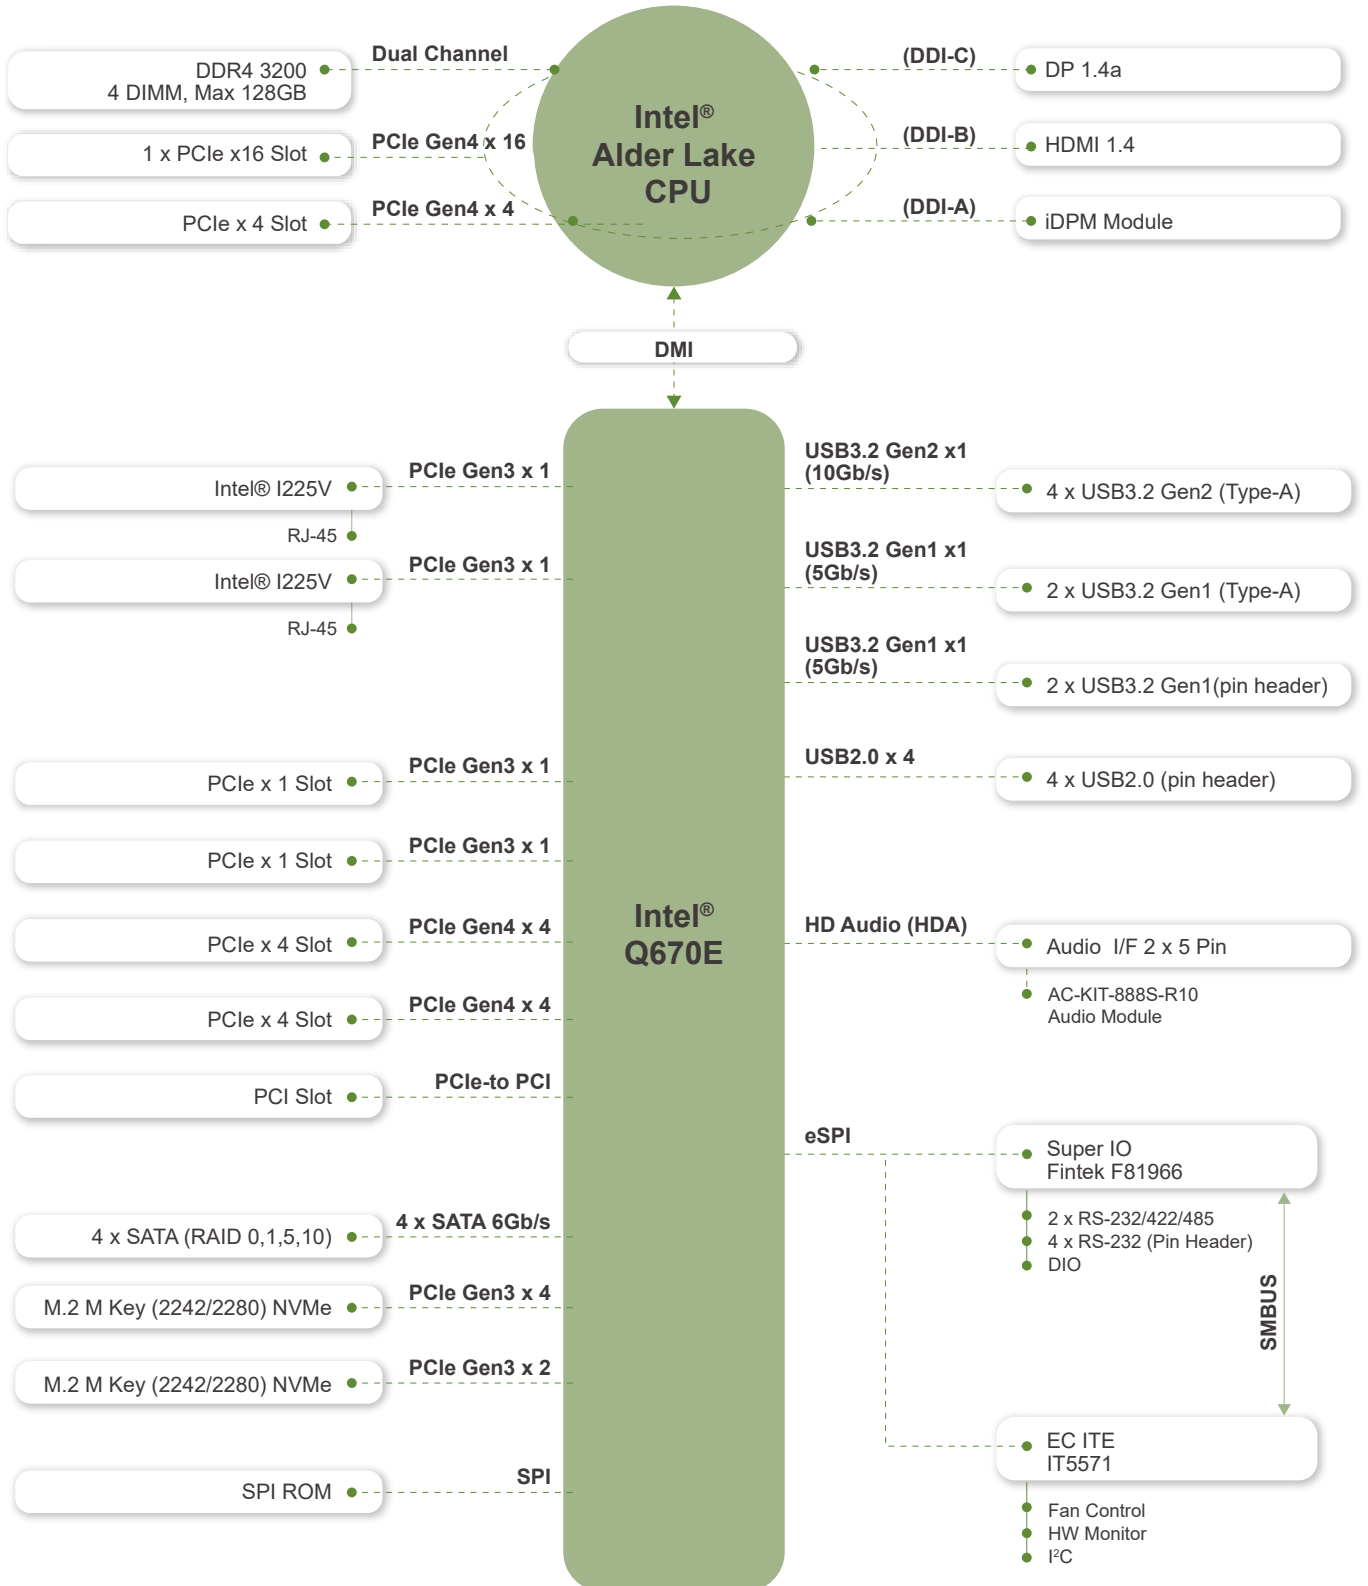 Dual Channel
DDR4 3200
4 DIMM, Max 128GB
PCIe Gen4 x 16
1 x PCIe x16 Slot
PCIe Gen4 x 4
PCIe x 4 Slot
Intel®
Alder Lake
CPU
(DDI-C)
DP 1.4a
(DDI-B)
HDMI 1.4
(DDI-A)
iDPM Module
DMI
PCIe Gen3 x 1
Intel® I225V
RJ-45
PCIe Gen3 x 1
Intel® I225V
RJ-45
PCIe Gen3 x 1
PCIe x 1 Slot
PCIe Gen3 x 1
PCIe x 1 Slot
PCIe Gen4 x 4
PCIe x 4 Slot
PCIe Gen4 x 4
PCIe x 4 Slot
PCIe-to PCI
PCI Slot
4 x SATA 6Gb/s
4 x SATA (RAID 0,1,5,10)
PCIe Gen3 x 4
M.2 M Key (2242/2280) NVMe
PCIe Gen3 x 2
M.2 M Key (2242/2280) NVMe
SPI
SPI ROM
Intel®
Q670E
USB3.2 Gen2 x1
(10Gb/s)
4 x USB3.2 Gen2 (Type-A)
USB3.2 Gen1 x1
(5Gb/s)
2 x USB3.2 Gen1 (Type-A)
USB3.2 Gen1 x1
(5Gb/s)
2 x USB3.2 Gen1(pin header)
USB2.0 x 4
4 x USB2.0 (pin header)
HD Audio (HDA)
Audio I/F 2 x 5 Pin
AC-KIT-888S-R10
Audio Module
eSPI
Super IO
Fintek F81966
2 x RS-232/422/485
4 x RS-232 (Pin Header)
DIO
SMBUS
EC ITE
IT5571
Fan Control
HW Monitor
I²C